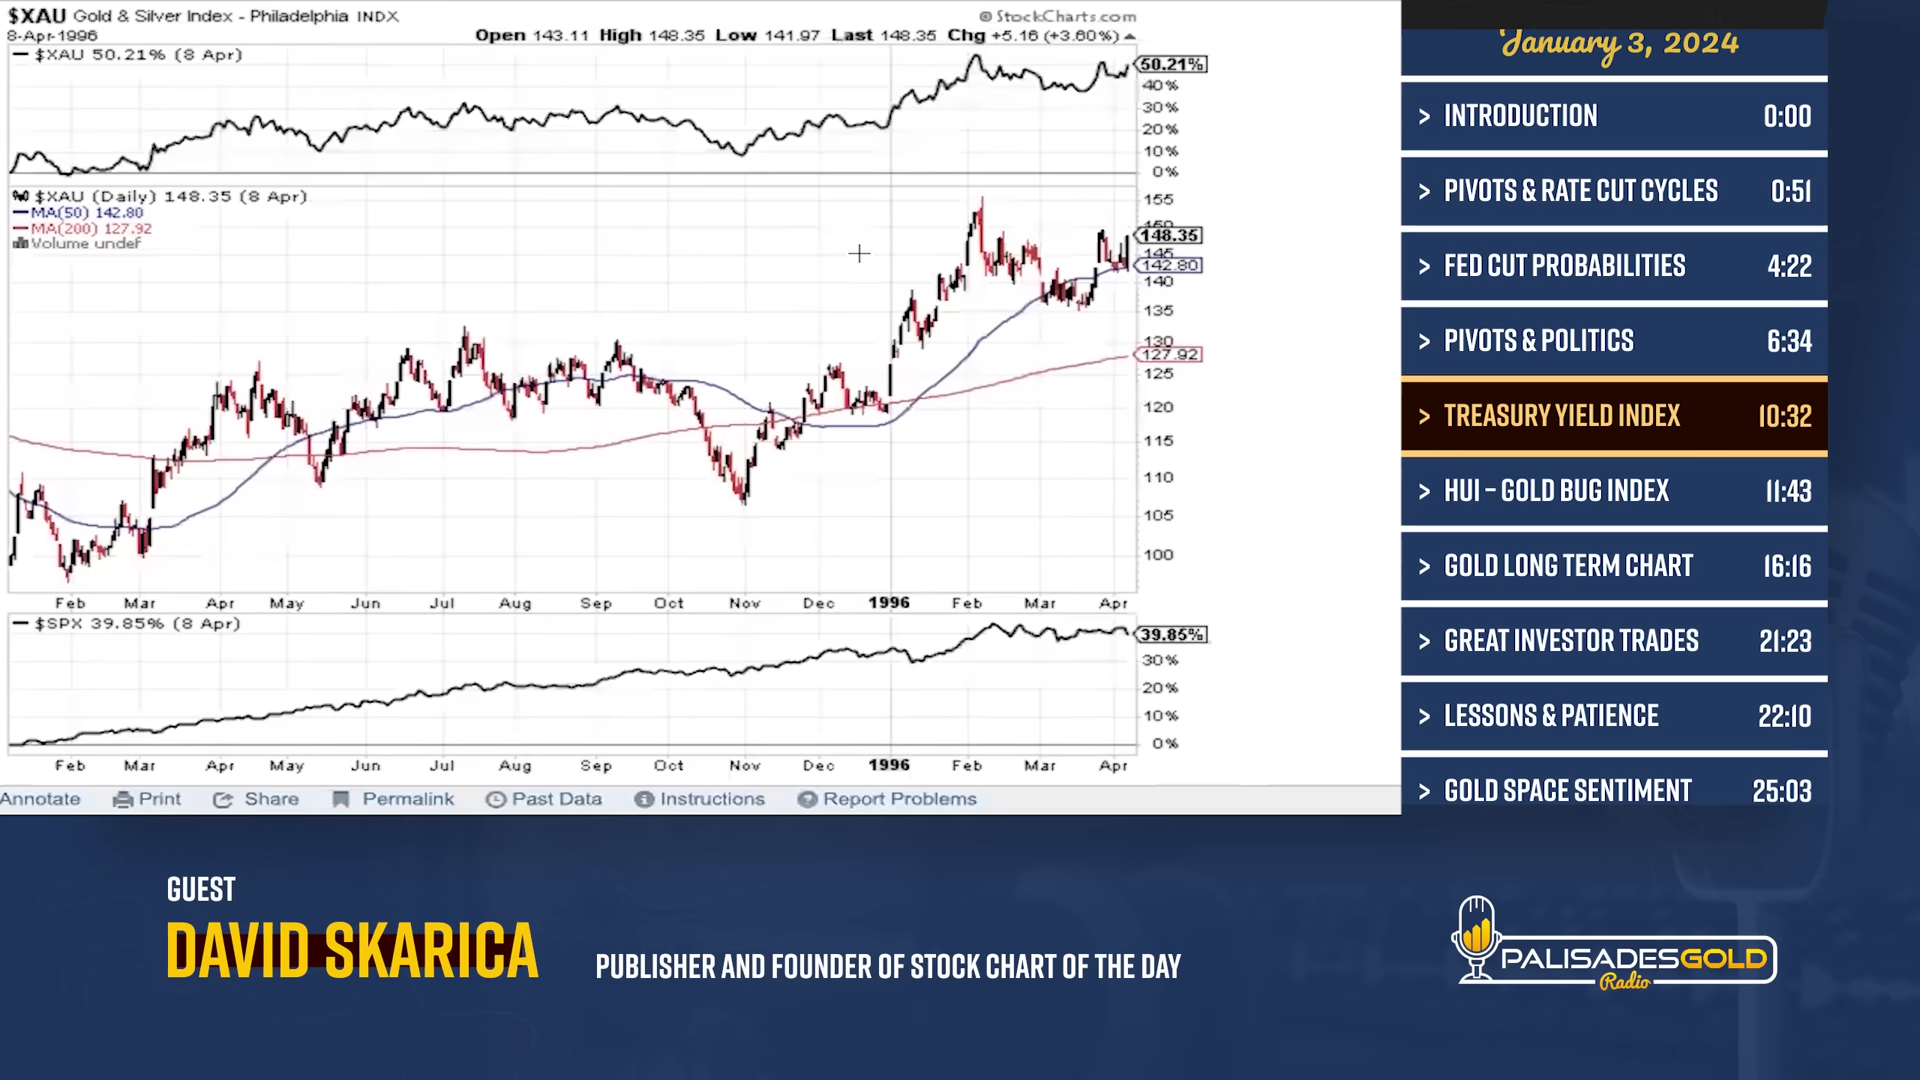 $XAU Gold & Silver Index - Philadelphia INDX
© StockCharts.com
8-Apr-1996
Open 143.11 High 148.35 Low 141.97 Last 148.35 Chg +5.16 (+3.60%)
$XAU 50.21% (8 Apr)
50.21%
40%
30%
20%
10%
0%
$XAU (Daily) 148.35 (8 Apr)
MA(50) 142.80
MA(200) 127.92
Volume undef
155
150
148.35
145
142.80
140
135
130
127.92
125
120
115
110
105
100
Feb Mar Apr May Jun Jul Aug Sep Oct Nov Dec 1996 Feb Mar Apr
$SPX 39.85% (8 Apr)
39.85%
30%
20%
10%
0%
Feb Mar Apr May Jun Jul Aug Sep Oct Nov Dec 1996 Feb Mar Apr
Annotate Print Share Permalink Past Data Instructions Report Problems
January 3, 2024
> INTRODUCTION 0:00
> PIVOTS & RATE CUT CYCLES 0:51
> FED CUT PROBABILITIES 4:22
> PIVOTS & POLITICS 6:34
> TREASURY YIELD INDEX 10:32
> HUI – GOLD BUG INDEX 11:43
> GOLD LONG TERM CHART 16:16
> GREAT INVESTOR TRADES 21:23
> LESSONS & PATIENCE 22:10
> GOLD SPACE SENTIMENT 25:03
GUEST
DAVID SKARICA
PUBLISHER AND FOUNDER OF STOCK CHART OF THE DAY
PALISADESGOLD
Radio